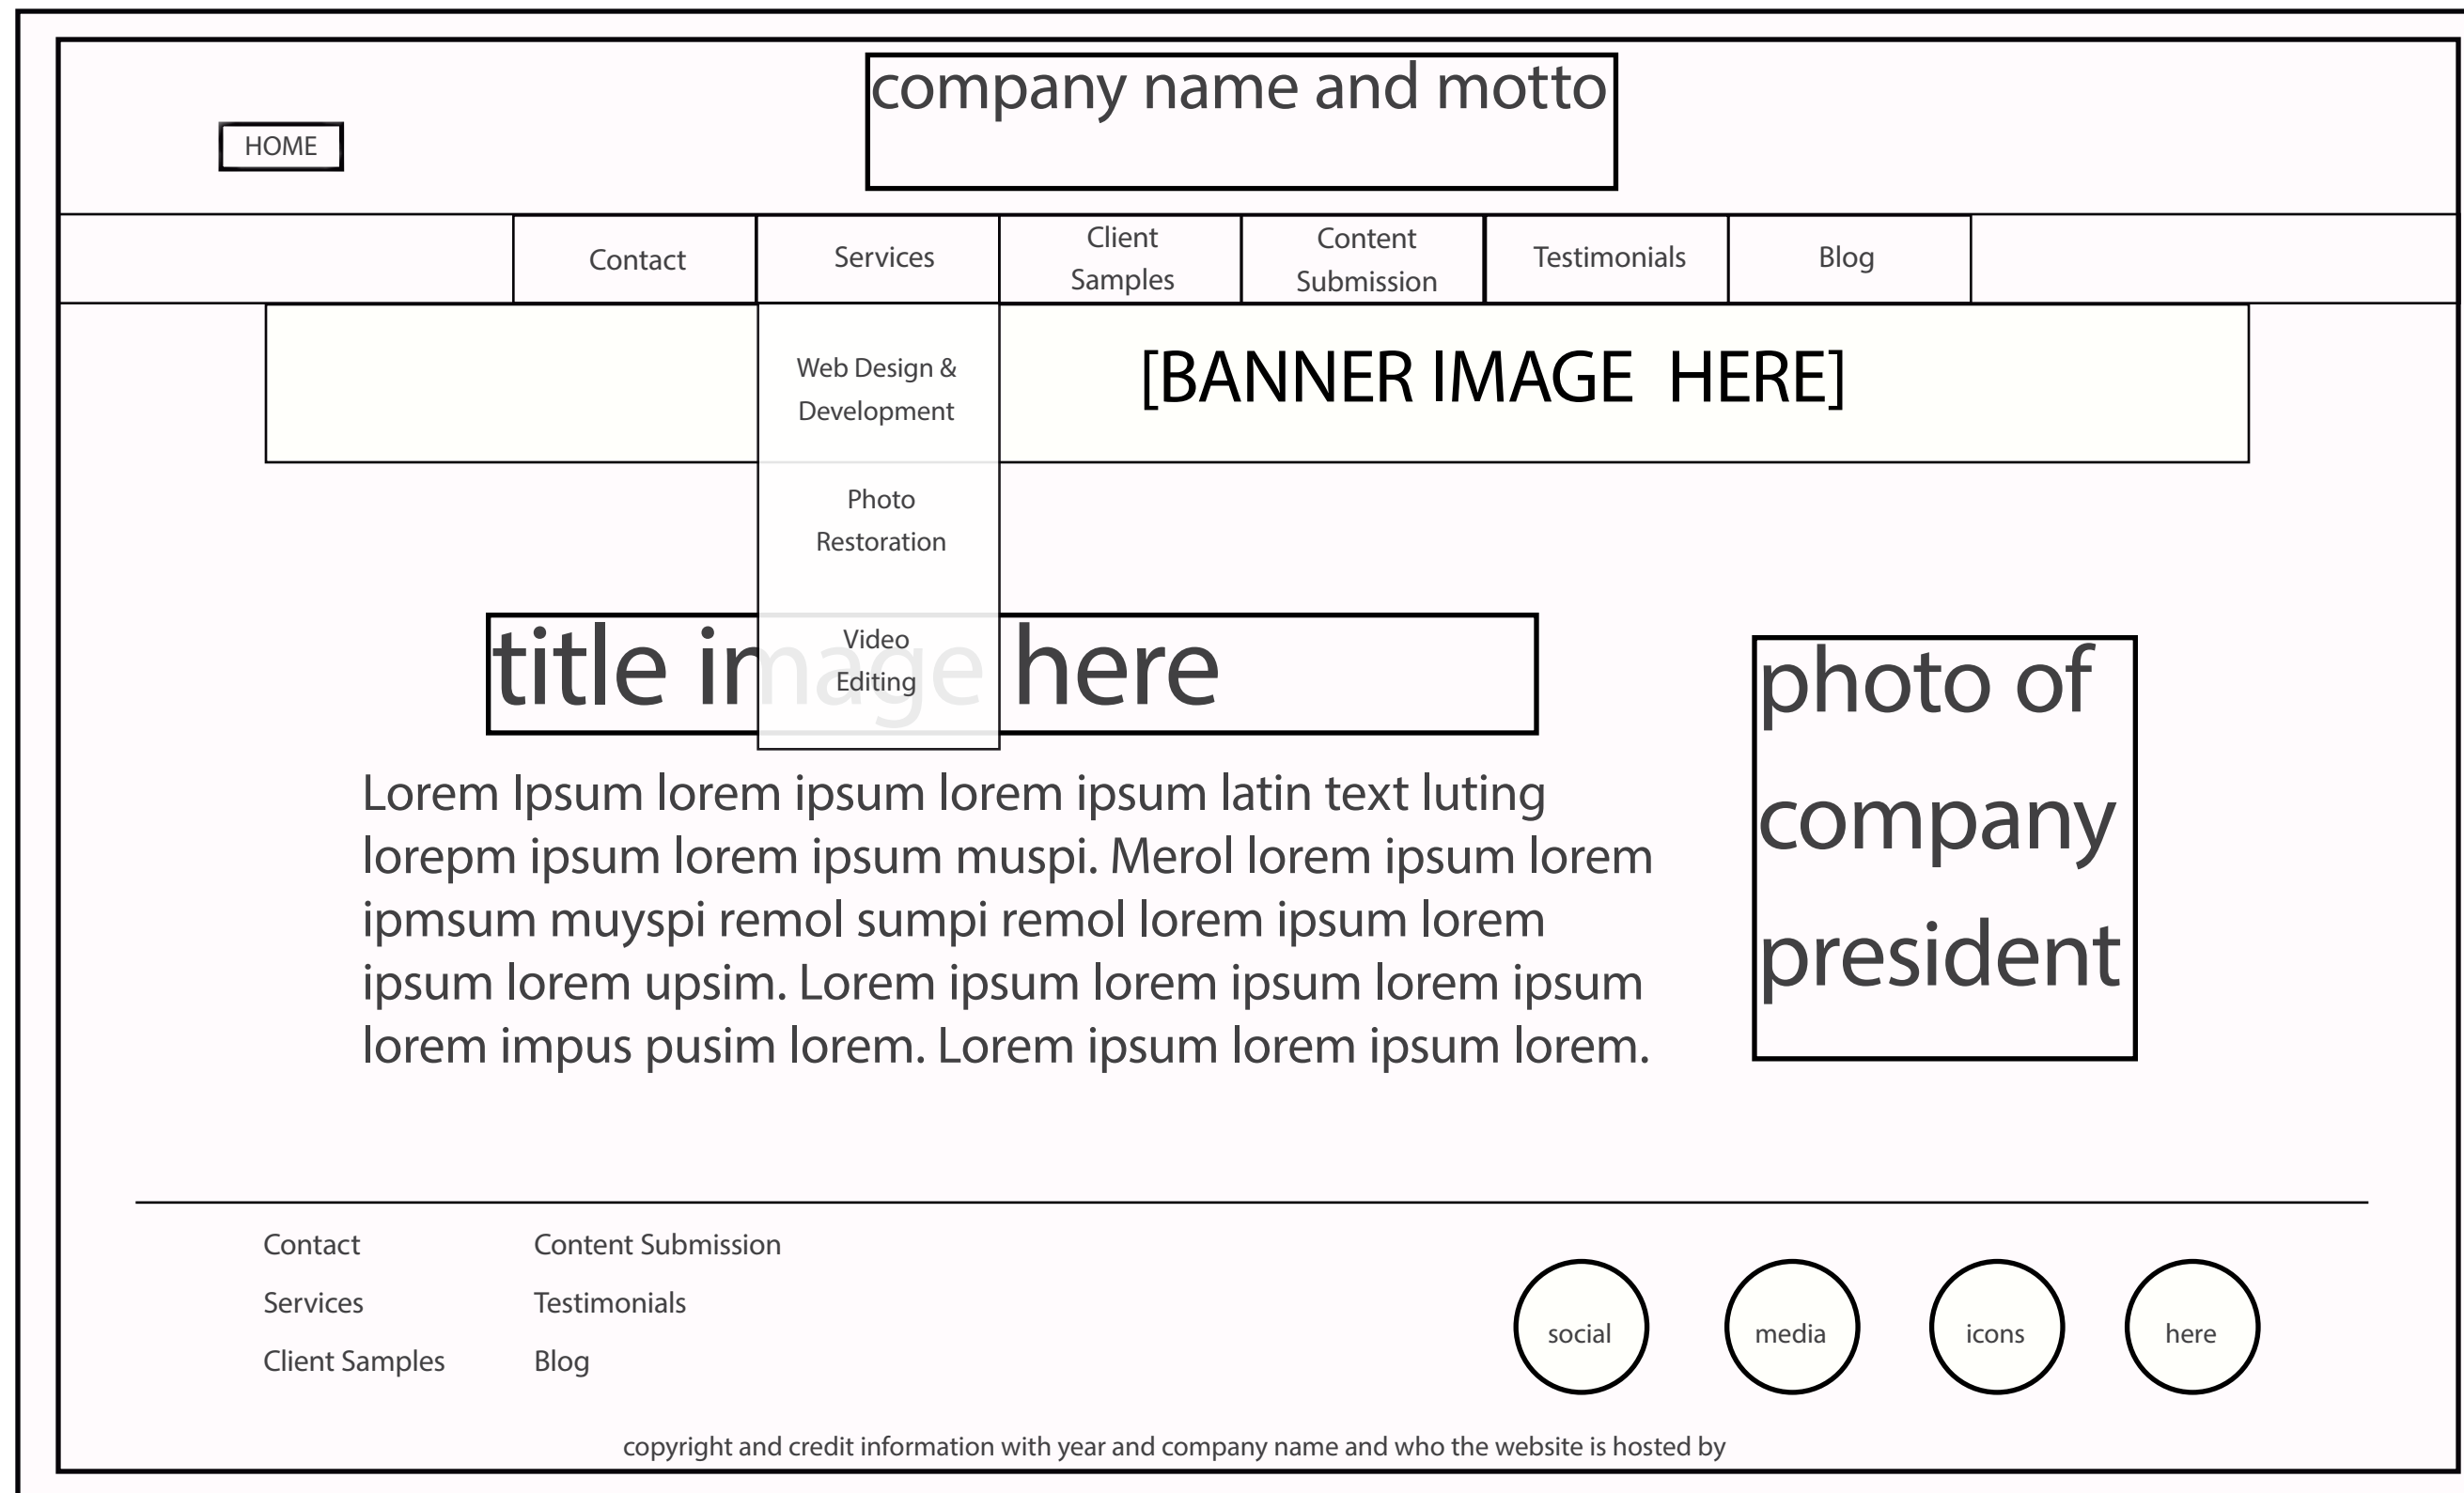 company name and motto
HOME
Contact
Services
Client
Samples
Content
Submission
Testimonials
Blog
Web Design &
Development
Photo
Restoration
Video
Editing
[BANNER IMAGE  HERE]
title image here
photo of
company
president
Lorem Ipsum lorem ipsum lorem ipsum latin text luting
lorepm ipsum lorem ipsum muspi. Merol lorem ipsum lorem
ipmsum muyspi remol sumpi remol lorem ipsum lorem
ipsum lorem upsim. Lorem ipsum lorem ipsum lorem ipsum
lorem impus pusim lorem. Lorem ipsum lorem ipsum lorem.
Contact
Services
Client Samples
Content Submission
Testimonials
Blog
social
media
icons
here
copyright and credit information with year and company name and who the website is hosted by